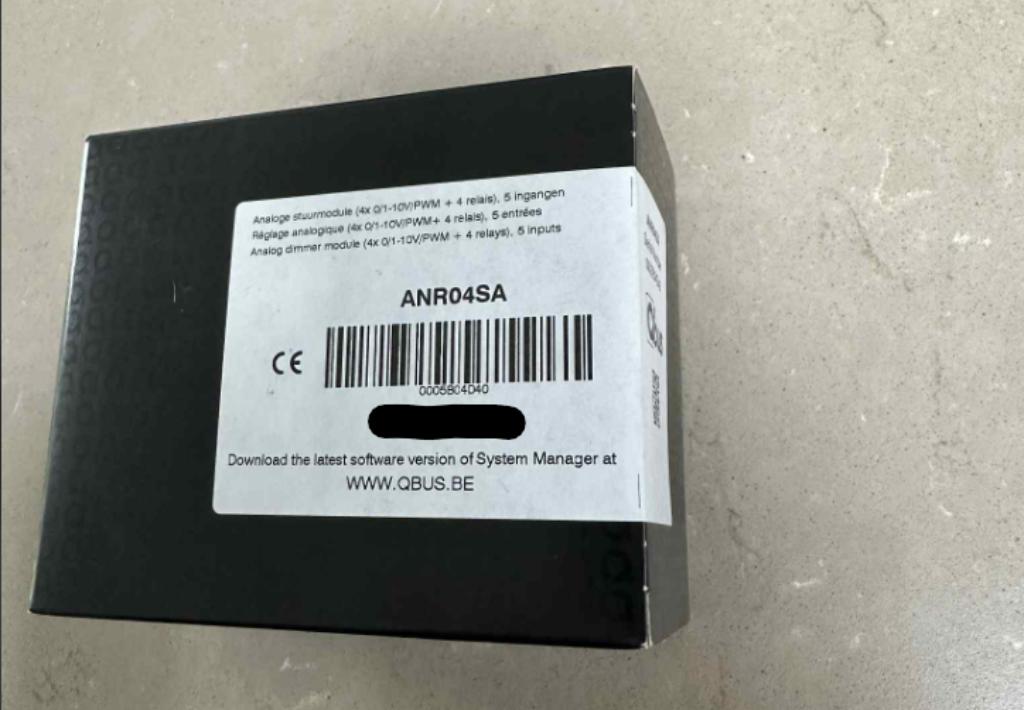 Analoge stuurmodule (4x 0/1-10V/PWM + 4 relais), 5 ingangen
Réglage analogique (4x 0/1-10V/PWM+ 4 relais), 5 entrées
Analog dimmer module (4x 0/1-10V/PWM + 4 relays), 5 inputs
ANR04SA
CE
0005B04D40
Download the latest software version of System Manager at
WWW.QBUS.BE
Qbus